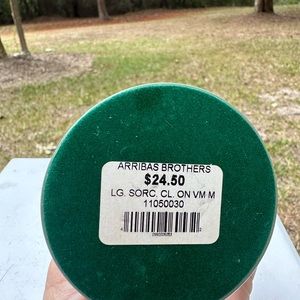 ARRIBAS BROTHERS
$24.50
LG. SORC. CL. ON VM M
11050030